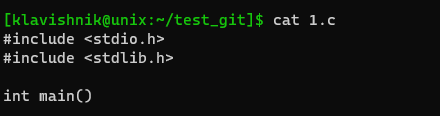 [klavishnik@unix:~/test_git]$ cat 1.c
#include <stdio.h>
#include <stdlib.h>
int main()